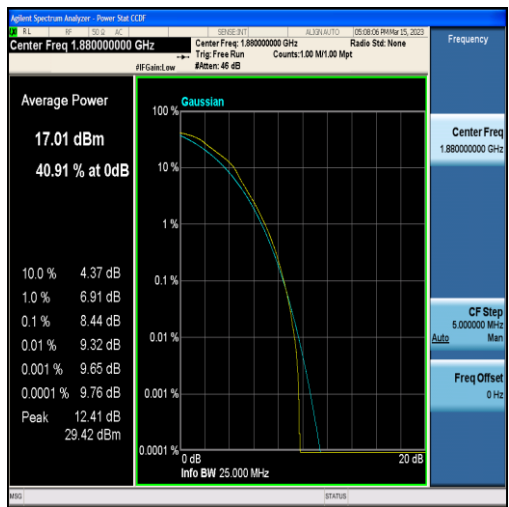 Agilent Spectrum Analyzer - Power Stat CCDF
RL RF 50 Ω AC SENSE:INT ALIGN AUTO 05:08:06 PM Mar 15, 2023
Center Freq 1.880000000 GHz
Center Freq: 1.880000000 GHz Radio Std: None
Trig: Free Run Counts:1.00 M/1.00 Mpt
#IFGain:Low #Atten: 46 dB
Frequency
Average Power
17.01 dBm
40.91 % at 0dB
10.0 % 4.37 dB
1.0 % 6.91 dB
0.1 % 8.44 dB
0.01 % 9.32 dB
0.001 % 9.65 dB
0.0001 % 9.76 dB
Peak 12.41 dB
29.42 dBm
Gaussian
100 %
10 %
1 %
0.1 %
0.01 %
0.001 %
0.0001 %
0 dB 20 dB
Info BW 25.000 MHz
Center Freq
1.880000000 GHz
CF Step
5.000000 MHz
Auto Man
Freq Offset
0 Hz
MSG STATUS